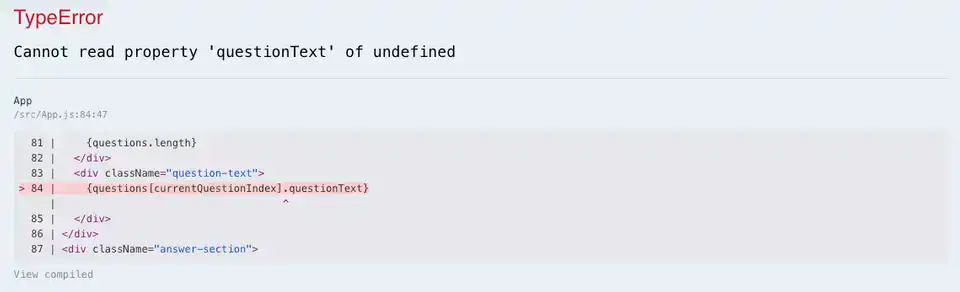 TypeError
Cannot read property 'questionText' of undefined
App
/src/App.js:84:47
81 |     {questions.length}
82 |   </div>
83 |   <div className="question-text">
> 84 |     {questions[currentQuestionIndex].questionText}
|                                     ^
85 |   </div>
86 | </div>
87 | <div className="answer-section">
View compiled